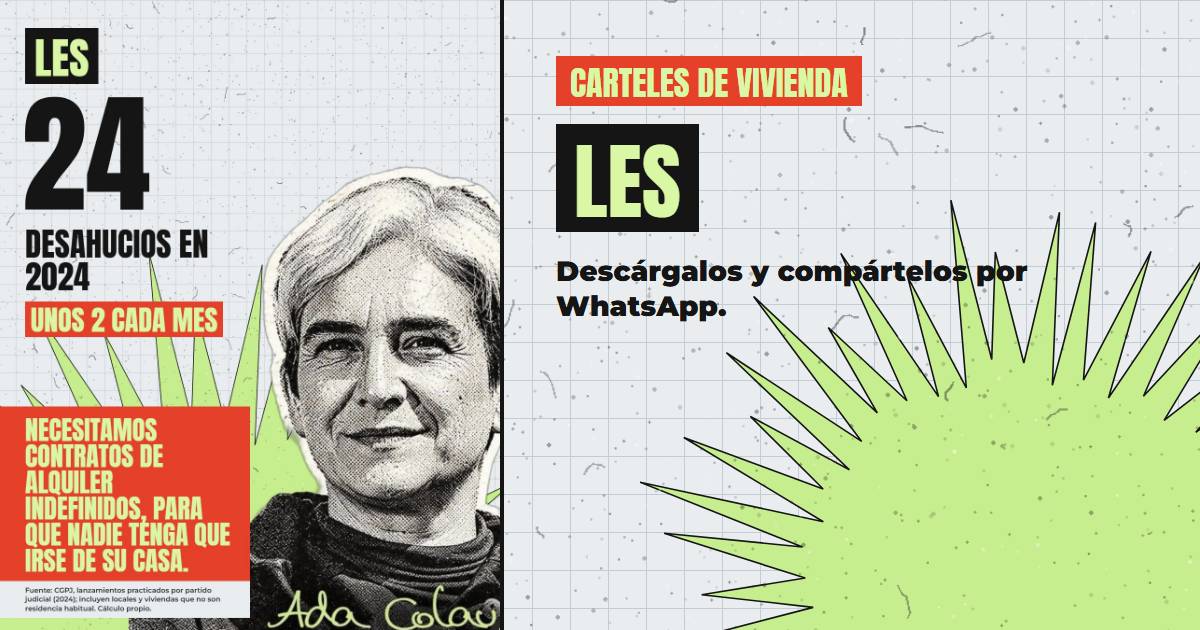 LES
24
DESAHUCIOS EN
2024
UNOS 2 CADA MES
NECESITAMOS
CONTRATOS DE
ALQUILER
INDEFINIDOS, PARA
QUE NADIE TENGA QUE
IRSE DE SU CASA.
Fuente: CGPJ, lanzamientos practicados por partido
judicial (2024); incluyen locales y viviendas que no son
residencia habitual. Cálculo propio.
Ada Colau
CARTELES DE VIVIENDA
LES
Descárgalos y compártelos por
WhatsApp.